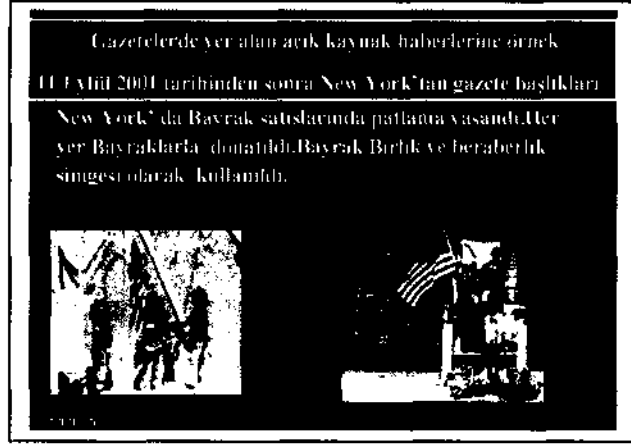 Gazetelerde yer alan açık kaynak haberlerine örnek
11 Eylül 2001 tarihinden sonra New York'tan gazete başlıkları
New York' da Bayrak satışlarında patlama yaşandı.Her
yer Bayraklarla donatıldı.Bayrak Birlik ve beraberlik
simgesi olarak kullanıldı.